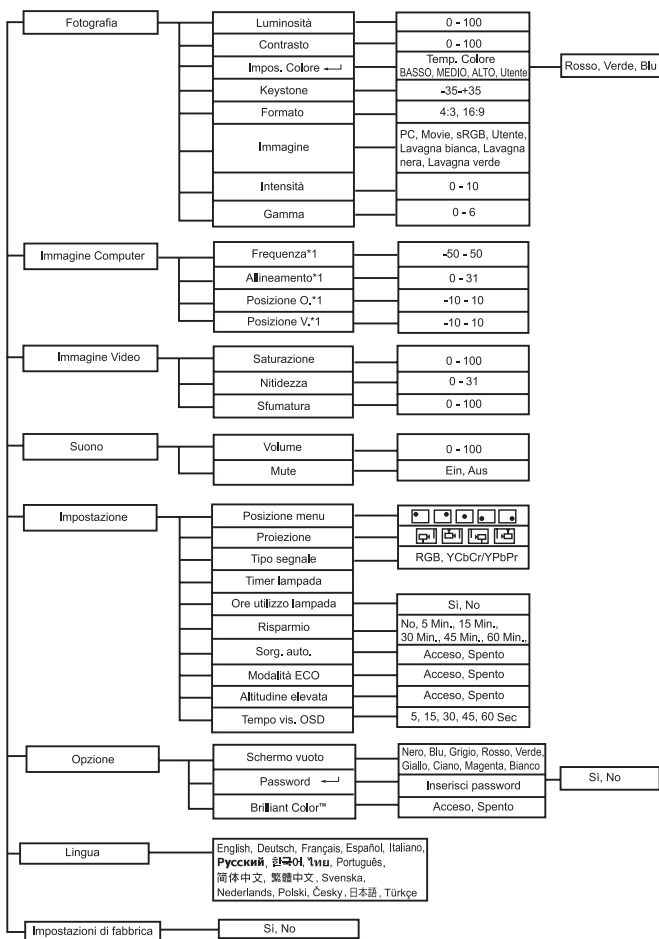 Fotografia
Luminosità
0 - 100
Contrasto
0 - 100
Impos. Colore
Temp. Colore
BASSO, MEDIO, ALTO, Utente
Rosso, Verde, Blu
Keystone
-35-+35
Formato
4:3, 16:9
Immagine
PC, Movie, sRGB, Utente,
Lavagna bianca, Lavagna
nera, Lavagna verde
Intensità
0 - 10
Gamma
0 - 6
Immagine Computer
Frequenza*1
-50 - 50
Allineamento*1
0 - 31
Posizione O.*1
-10 - 10
Posizione V.*1
-10 - 10
Immagine Video
Saturazione
0 - 100
Nitidezza
0 - 31
Sfumatura
0 - 100
Suono
Volume
0 - 100
Mute
Ein, Aus
Impostazione
Posizione menu
Proiezione
Tipo segnale
RGB, YCbCr/YPbPr
Timer lampada
Ore utilizzo lampada
Sì, No
Risparmio
No, 5 Min., 15 Min.,
30 Min., 45 Min., 60 Min.,
Sorg. auto.
Acceso, Spento
Modalità ECO
Acceso, Spento
Altitudine elevata
Acceso, Spento
Tempo vis. OSD
5, 15, 30, 45, 60 Sec
Opzione
Schermo vuoto
Nero, Blu, Grigio, Rosso, Verde,
Giallo, Ciano, Magenta, Bianco
Password
Inserisci password
Sì, No
Brilliant Color™
Acceso, Spento
Lingua
English, Deutsch, Français, Español, Italiano,
Русский, 한국어, ไทย, Português,
简体中文, 繁體中文, Svenska,
Nederlands, Polski, Česky, 日本語, Türkçe
Impostazioni di fabbrica
Sì, No